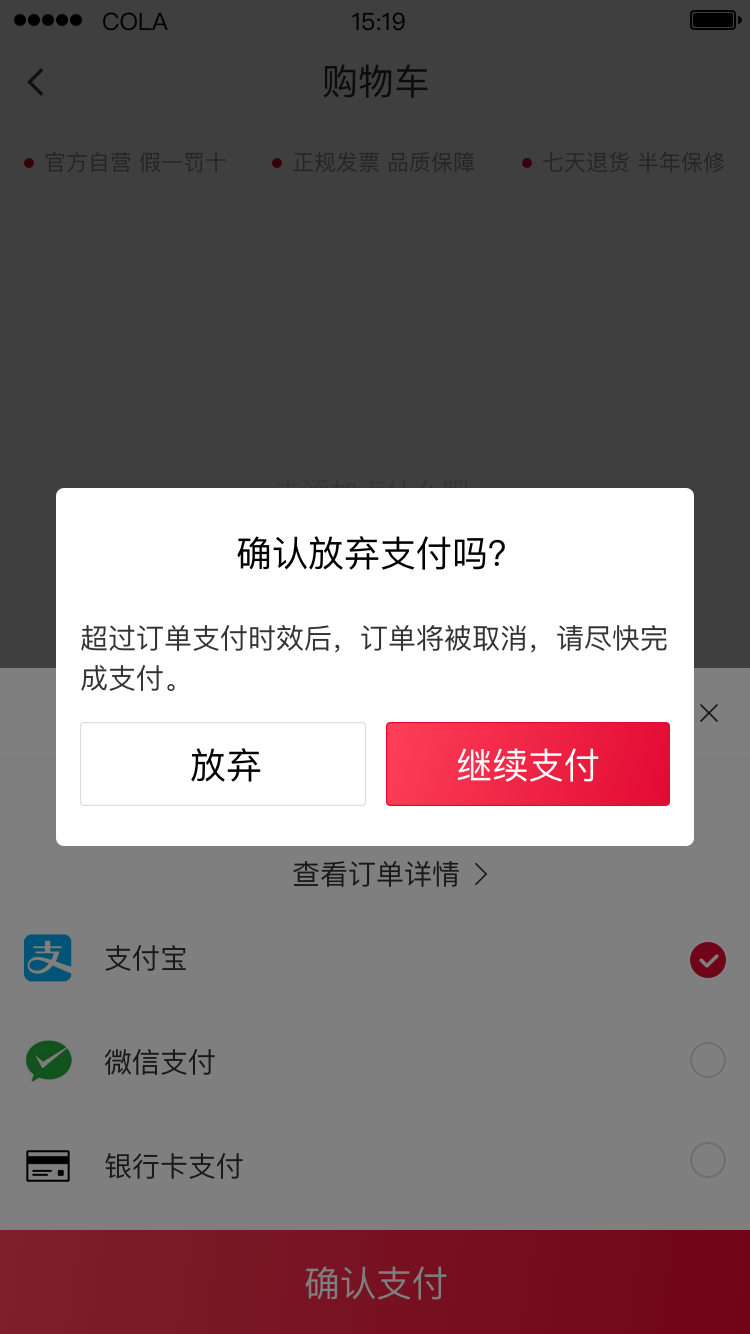 COLA 15:19
购物车
官方自营 假一罚十 正规发票 品质保障 七天退货 半年保修
确认放弃支付吗?
超过订单支付时效后，订单将被取消，请尽快完
成支付。
放弃 继续支付
查看订单详情
支付宝
微信支付
银行卡支付
确认支付